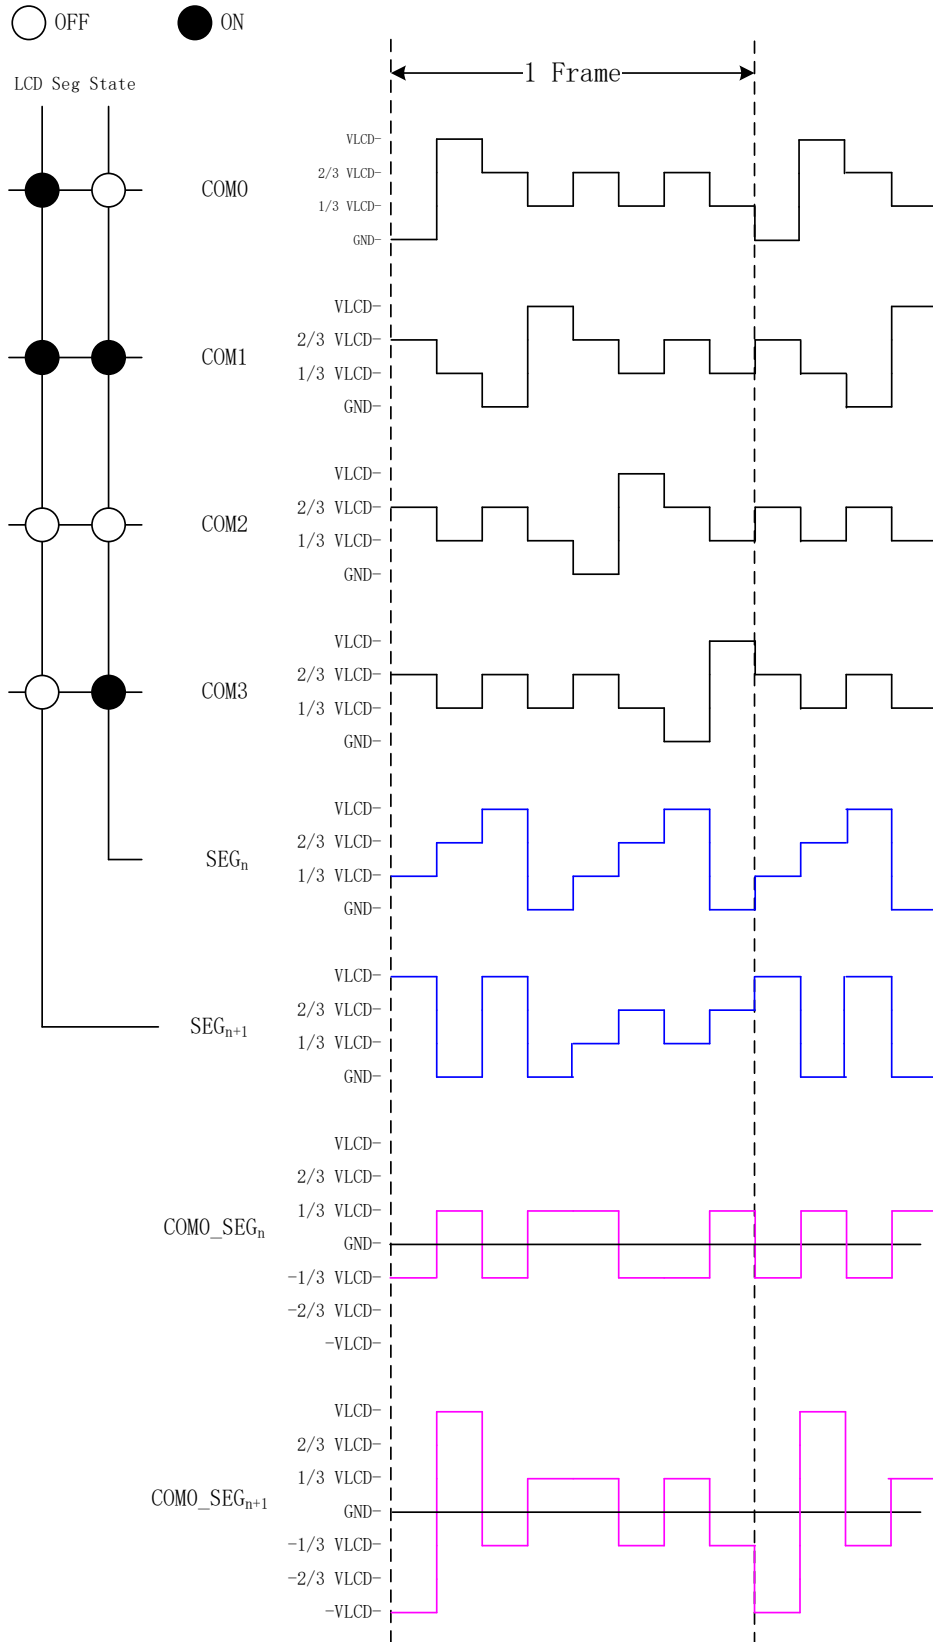 OFF ON
LCD Seg State
1 Frame
COM0
VLCD-
2/3 VLCD-
1/3 VLCD-
GND-
COM1
VLCD-
2/3 VLCD-
1/3 VLCD-
GND-
COM2
VLCD-
2/3 VLCD-
1/3 VLCD-
GND-
COM3
VLCD-
2/3 VLCD-
1/3 VLCD-
GND-
SEGn
VLCD-
2/3 VLCD-
1/3 VLCD-
GND-
SEGn+1
VLCD-
2/3 VLCD-
1/3 VLCD-
GND-
COM0_SEGn
VLCD-
2/3 VLCD-
1/3 VLCD-
GND-
-1/3 VLCD-
-2/3 VLCD-
-VLCD-
COM0_SEGn+1
VLCD-
2/3 VLCD-
1/3 VLCD-
GND-
-1/3 VLCD-
-2/3 VLCD-
-VLCD-